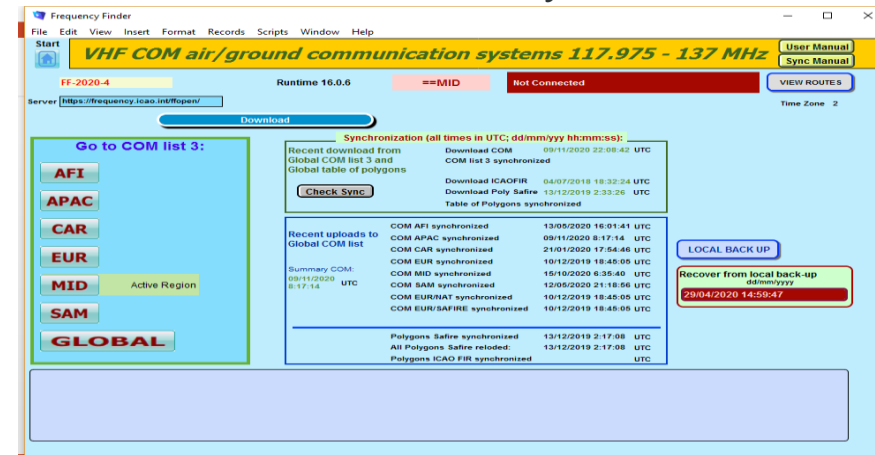 Frequency Finder
File Edit View Insert Format Records Scripts Window Help
Start
VHF COM air/ground communication systems 117.975 - 137 MHz
User Manual
Sync Manual
FF-2020-4
Runtime 16.0.6
==MID
Not Connected
VIEW ROUTES
Server https://frequency.icao.int/ffopen/
Time Zone 2
Download
Go to COM list 3:
AFI
APAC
CAR
EUR
MID Active Region
SAM
GLOBAL
Synchronization (all times in UTC; dd/mm/yyy hh:mm:ss):
Recent download from
Global COM list 3 and
Global table of polygons
Check Sync
Download COM 09/11/2020 22:08:42 UTC
COM list 3 synchronized
Download ICAOFIR 04/07/2018 18:32:24 UTC
Download Poly Safire 13/12/2019 2:33:26 UTC
Table of Polygons synchronized
Recent uploads to
Global COM list
Summary COM:
09/11/2020
8:17:14 UTC
COM AFI synchronized 13/05/2020 16:01:41 UTC
COM APAC synchronized 09/11/2020 8:17:14 UTC
COM CAR synchronized 21/01/2020 17:54:46 UTC
COM EUR synchronized 10/12/2019 18:45:05 UTC
COM MID synchronized 15/10/2020 6:35:40 UTC
COM SAM synchronized 12/05/2020 21:18:56 UTC
COM EUR/NAT synchronized 10/12/2019 18:45:05 UTC
COM EUR/SAFIRE synchronized 10/12/2019 18:45:05 UTC
Polygons Safire synchronized 13/12/2019 2:17:08 UTC
All Polygons Safire reloded: 13/12/2019 2:17:08 UTC
Polygons ICAO FIR synchronized UTC
LOCAL BACK UP
Recover from local back-up
dd/mm/yyyy
29/04/2020 14:59:47